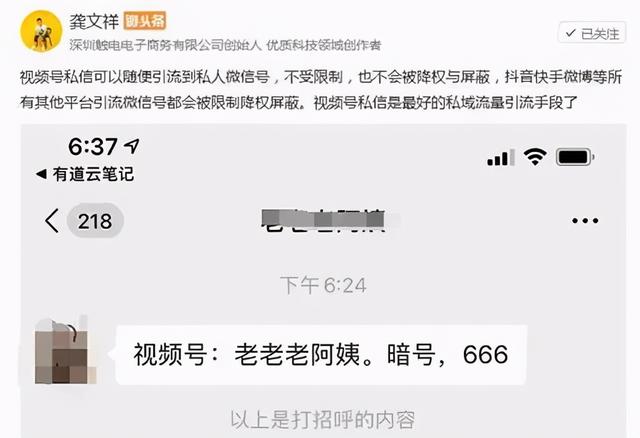 龚文祥 微头条
深圳触电电子商务有限公司创始人 优质科技领域创作者
已关注
视频号私信可以随便引流到私人微信号，不受限制，也不会被降权与屏蔽，抖音快手微博等所
有其他平台引流微信号都会被限制降权屏蔽。视频号私信是最好的私域流量引流手段了
6:37
有道云笔记
218
下午 6:24
视频号：老老老阿姨。暗号，666
以上是打招呼的内容